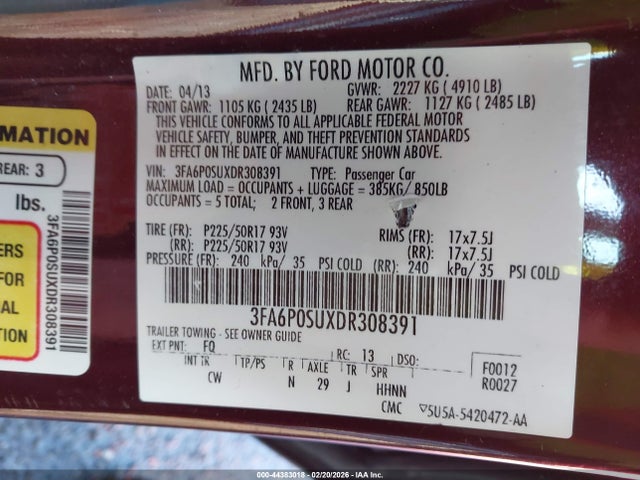 MFD. BY FORD MOTOR CO.
DATE: 04/13 GVWR: 2227 KG ( 4910 LB)
FRONT GAWR: 1105 KG ( 2435 LB) REAR GAWR: 1127 KG ( 2485 LB)
THIS VEHICLE CONFORMS TO ALL APPLICABLE FEDERAL MOTOR
VEHICLE SAFETY, BUMPER, AND THEFT PREVENTION STANDARDS
IN EFFECT ON THE DATE OF MANUFACTURE SHOWN ABOVE.
VIN: 3FA6P0SUXDR308391 TYPE: Passenger Car
MAXIMUM LOAD = OCCUPANTS + LUGGAGE = 385KG/ 850LB
OCCUPANTS = 5 TOTAL; 2 FRONT, 3 REAR
TIRE (FR): P225/50R17 93V RIMS (FR): 17x7.5J
(RR): P225/50R17 93V (RR): 17x7.5J
PRESSURE (FR): 240 kPa/ 35 PSI COLD (RR): 240 kPa/ 35 PSI COLD
3FA6P0SUXDR308391
TRAILER TOWING - SEE OWNER GUIDE
EXT PNT: FQ RC: 13 DSO:
INT TR TP/PS R AXLE TR SPR
CW N 29 J HHNN
CMC
F0012
R0027
5U5A-5420472-AA
MATION
REAR: 3
lbs.
3FA6P0SUXDR308391
ERS
FOR
AL
ION
000-44383018 - 02/20/2026 - IAA Inc.